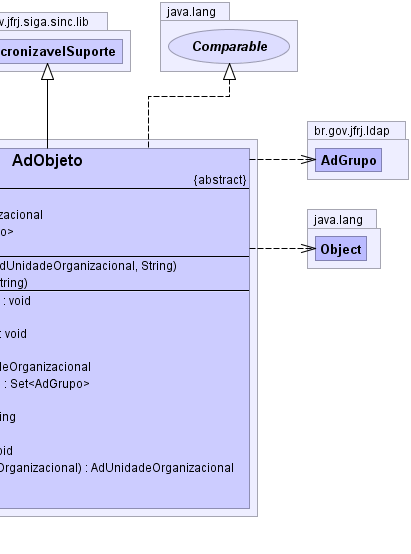 v.jfrj.siga.sinc.lib
cronizavelSuporte
java.lang
Comparable
AdObjeto
{abstract}
zacional
o>
dUnidadeOrganizacional, String)
tring)
: void
: void
deOrganizacional
: Set<AdGrupo>
ing
oid
Organizacional) : AdUnidadeOrganizacional
br.gov.jfrj.ldap
AdGrupo
java.lang
Object